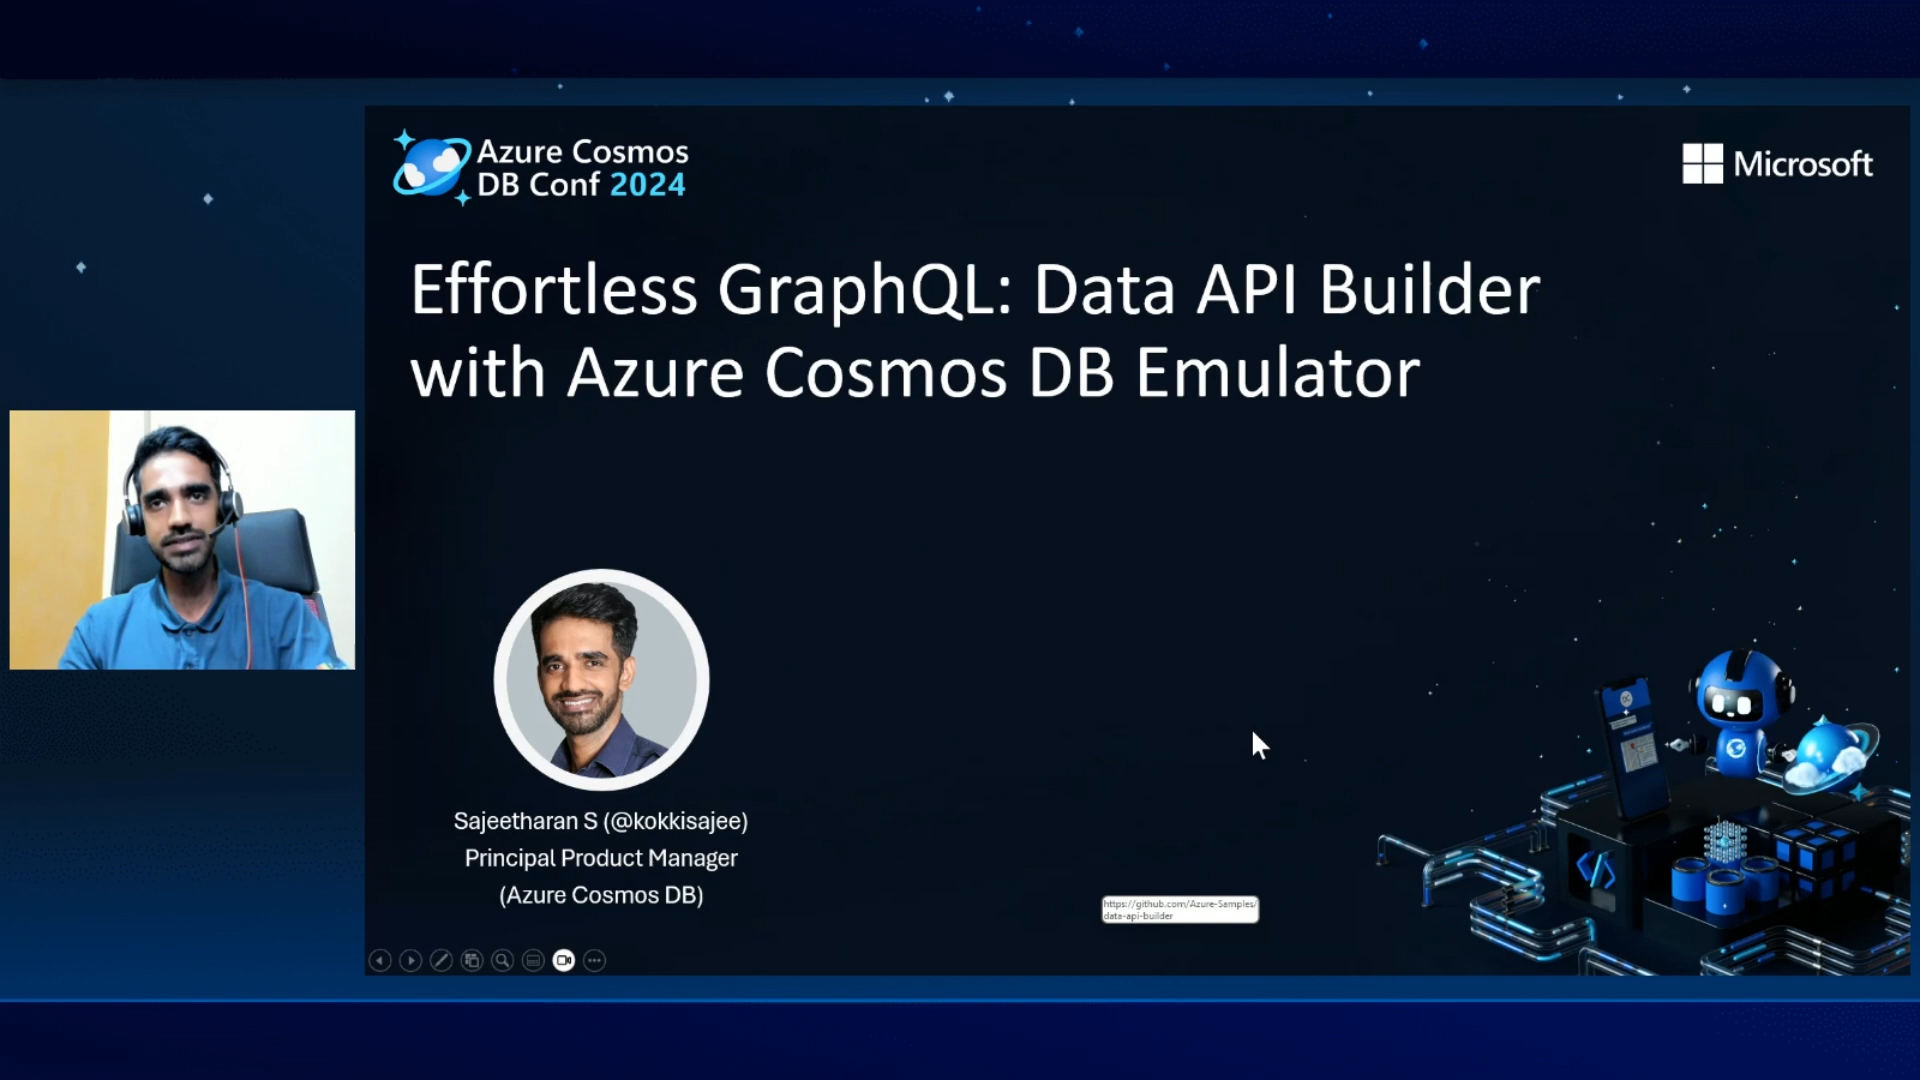 Azure Cosmos
DB Conf 2024
Microsoft
Effortless GraphQL: Data API Builder
with Azure Cosmos DB Emulator
Sajeetharan S (@kokkisajee)
Principal Product Manager
(Azure Cosmos DB)
https://github.com/Azure-Samples/
data-api-builder